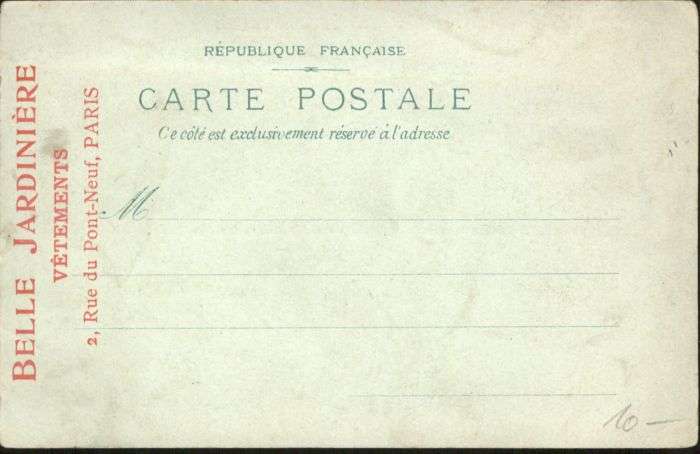 RÉPUBLIQUE FRANÇAISE
CARTE POSTALE
Ce côté est exclusivement réservé à l'adresse
M
BELLE JARDINIÈRE
VÊTEMENTS
2, Rue du Pont-Neuf, PARIS
10 —